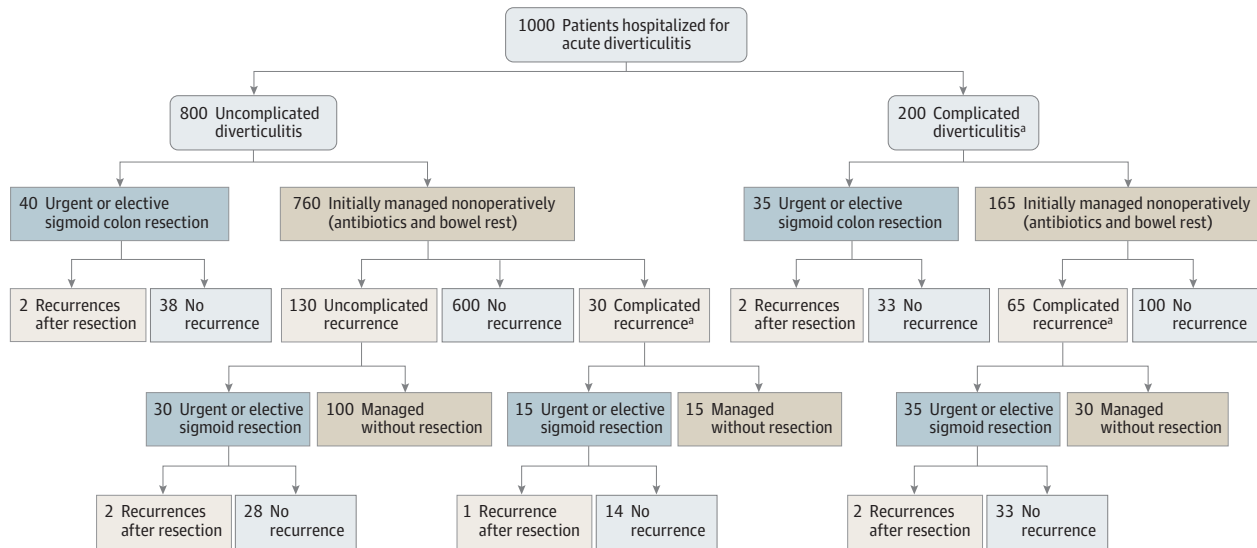 1000 Patients hospitalized for
acute diverticulitis
800 Uncomplicated
diverticulitis
200 Complicated
diverticulitisᵃ
40 Urgent or elective
sigmoid colon resection
760 Initially managed nonoperatively
(antibiotics and bowel rest)
35 Urgent or elective
sigmoid colon resection
165 Initially managed nonoperatively
(antibiotics and bowel rest)
2 Recurrences
after resection
38 No
recurrence
130 Uncomplicated
recurrence
600 No
recurrence
30 Complicated
recurrenceᵃ
2 Recurrences
after resection
33 No
recurrence
65 Complicated
recurrenceᵃ
100 No
recurrence
30 Urgent or elective
sigmoid resection
100 Managed
without resection
15 Urgent or elective
sigmoid resection
15 Managed
without resection
35 Urgent or elective
sigmoid resection
30 Managed
without resection
2 Recurrences
after resection
28 No
recurrence
1 Recurrence
after resection
14 No
recurrence
2 Recurrences
after resection
33 No
recurrence